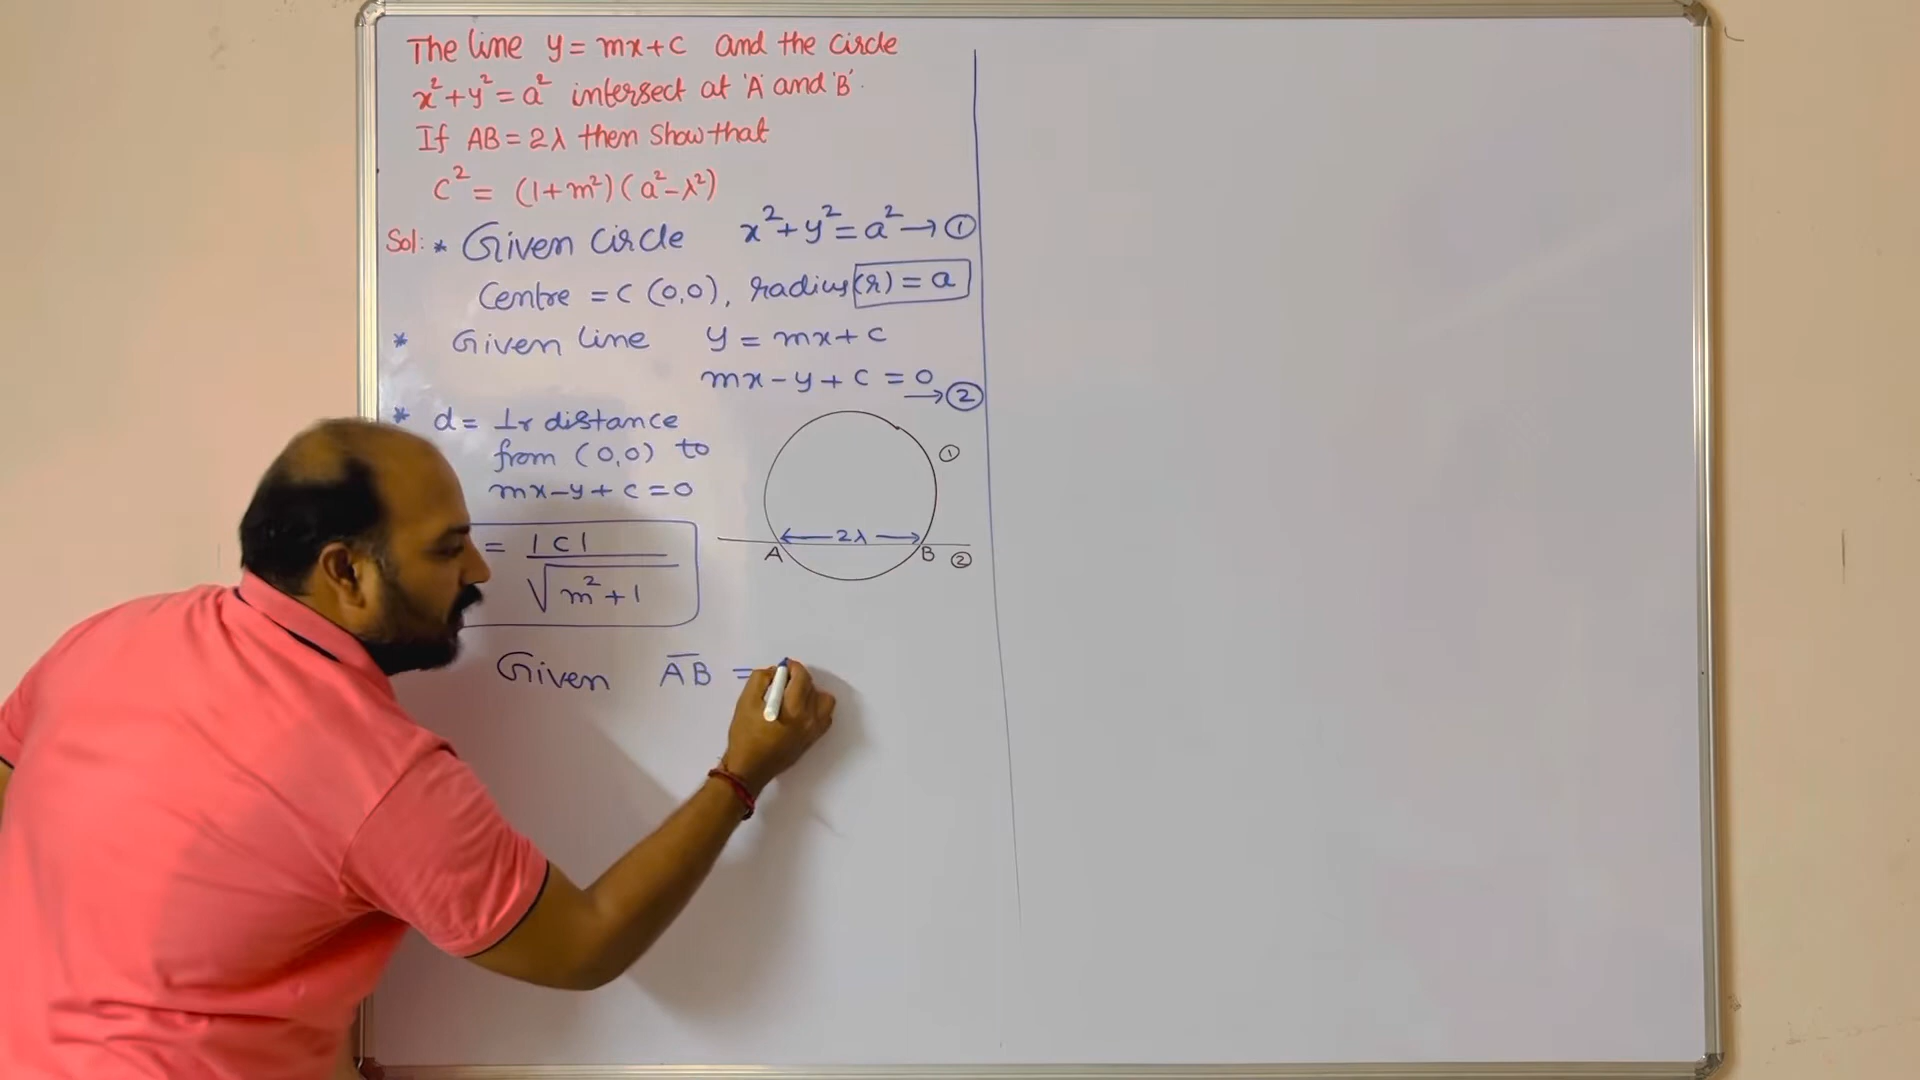 The line y = mx+c and the circle
x²+y² = a² intersect at 'A' and 'B'.
If AB = 2λ then show that
c² = (1+m²)(a²-λ²)
Sol: * Given circle x²+y² = a² → ①
Centre = C (0,0), radius(r) = a
* Given line y = mx+c
mx-y+c = 0 → ②
* d = ⊥r distance
from (0,0) to
mx-y+c = 0
= |c| / √(m²+1)
①
2λ
A B ②
Given AB̅ =